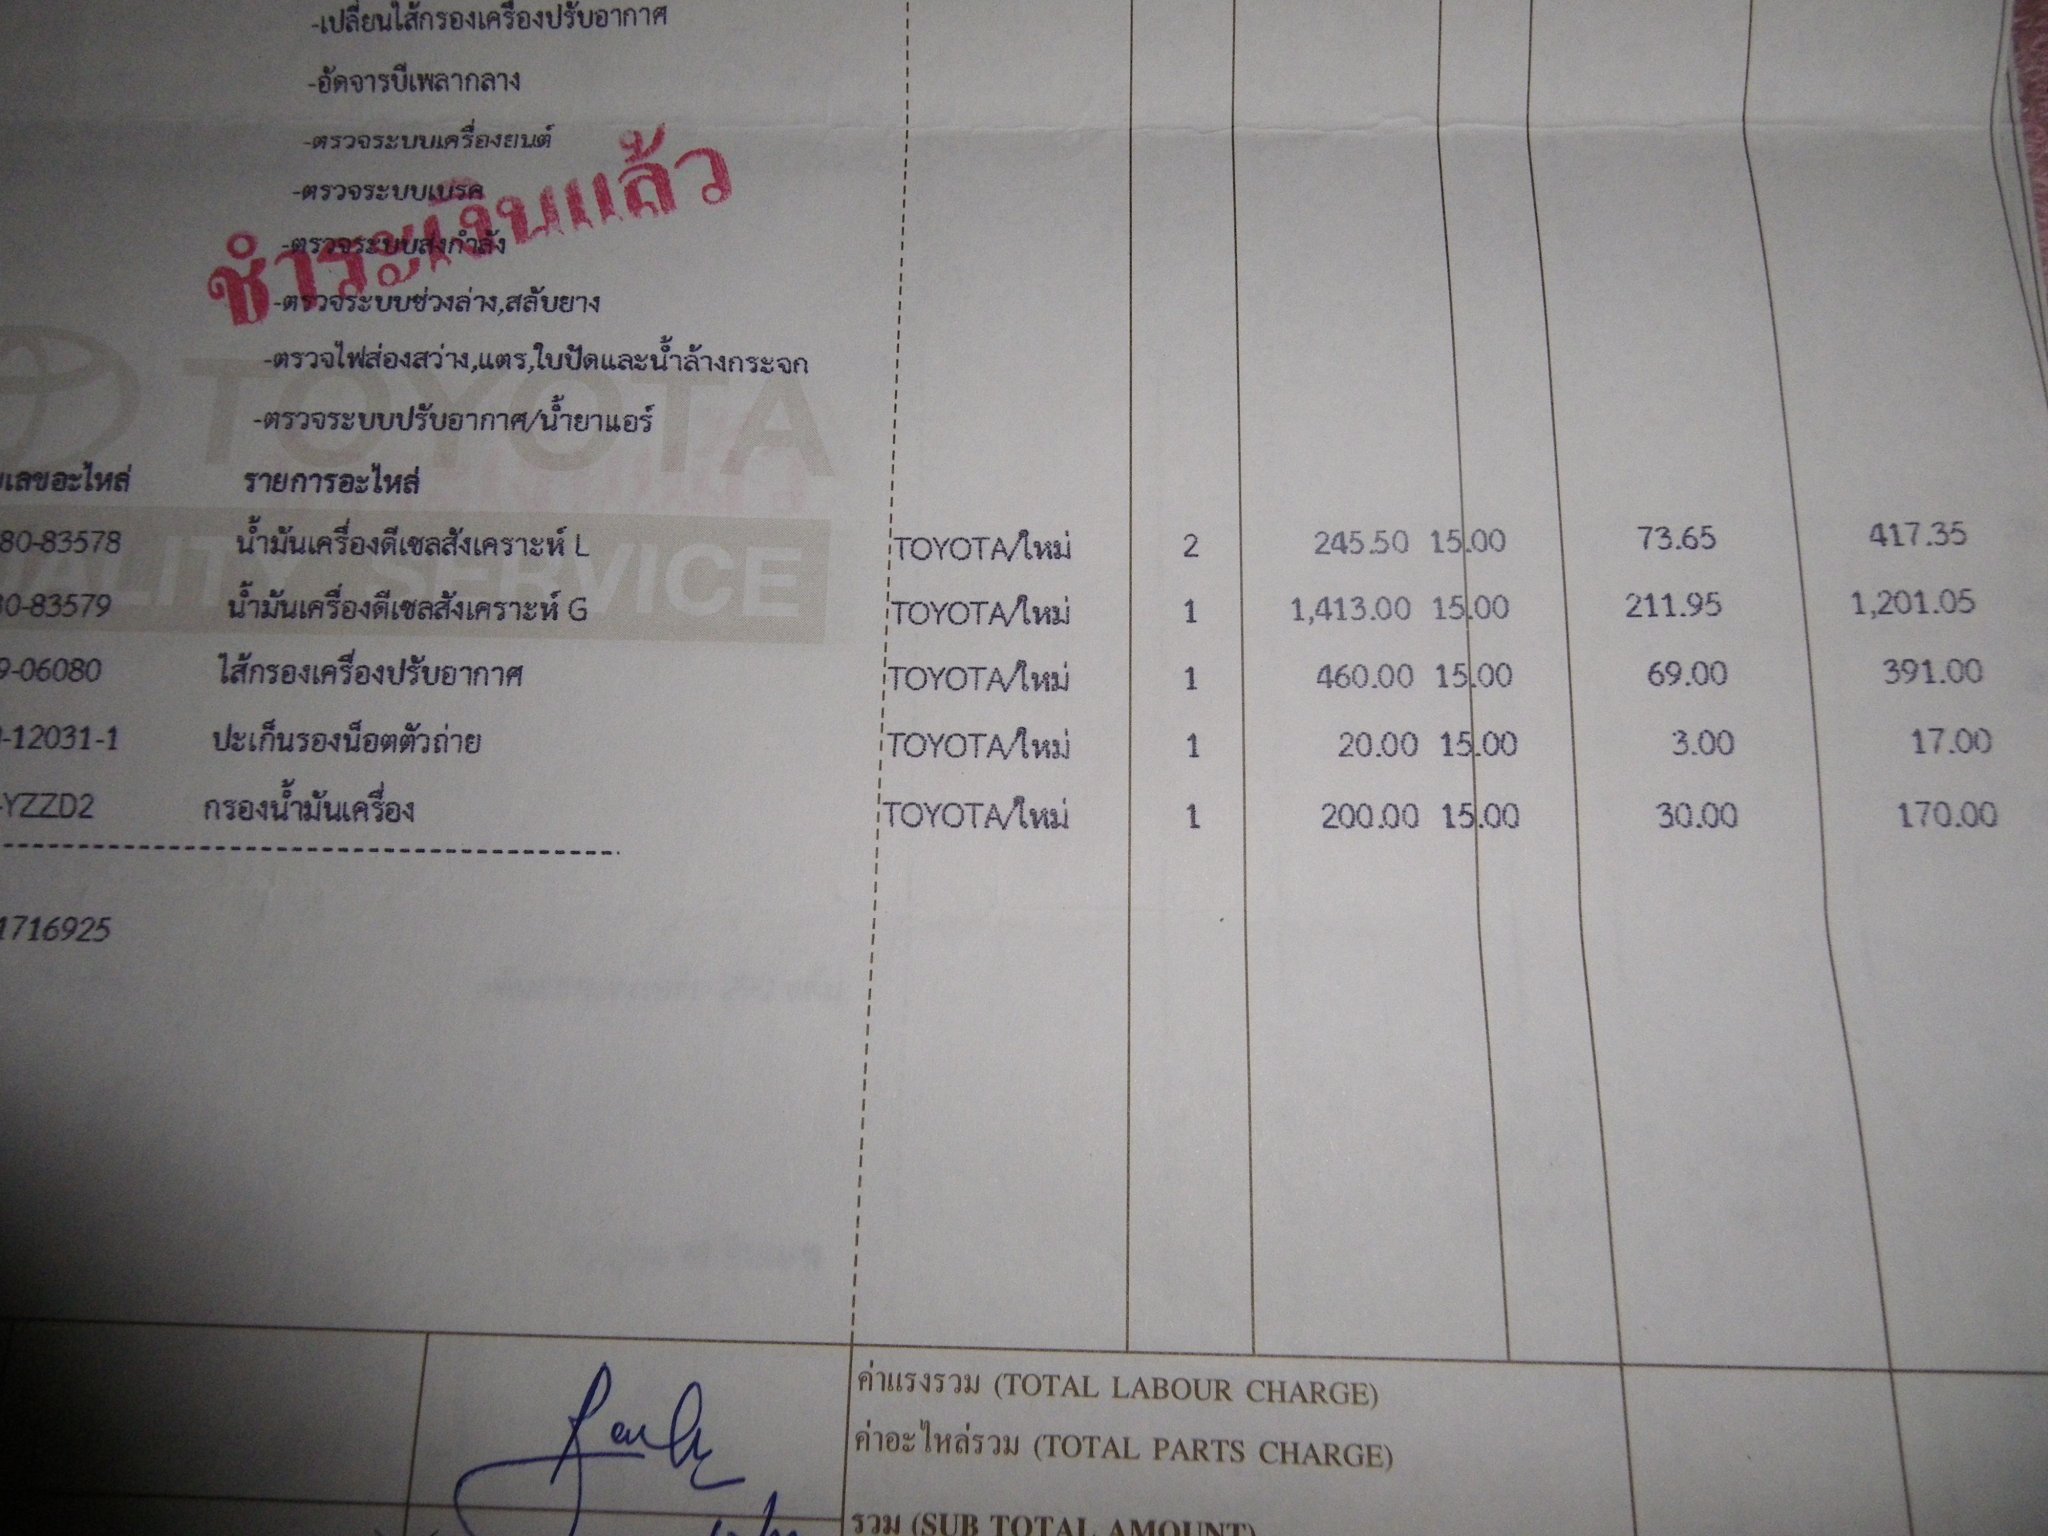 -เปลี่ยนไส้กรองเครื่องปรับอากาศ
-อัดจารบีเพลากลาง
-ตรวจระบบเครื่องยนต์
-ตรวจระบบเบรค
ชำระเงินแล้ว
-ตรวจระบบส่งกำลัง
-ตรวจระบบช่วงล่าง,สลับยาง
-ตรวจไฟส่องสว่าง,แตร,ใบปัดและน้ำล้างกระจก
TOYOTA
-ตรวจระบบปรับอากาศ/น้ำยาแอร์
เลขอะไหล่ รายการอะไหล่
80-83578 น้ำมันเครื่องดีเซลสังเคราะห์ L TOYOTA/ใหม่ 2 245.50 15.00 73.65 417.35
ALITY SERVICE
30-83579 น้ำมันเครื่องดีเซลสังเคราะห์ G TOYOTA/ใหม่ 1 1,413.00 15.00 211.95 1,201.05
9-06080 ไส้กรองเครื่องปรับอากาศ TOYOTA/ใหม่ 1 460.00 15.00 69.00 391.00
-12031-1 ปะเก็นรองน็อตตัวถ่าย TOYOTA/ใหม่ 1 20.00 15.00 3.00 17.00
-YZZD2 กรองน้ำมันเครื่อง TOYOTA/ใหม่ 1 200.00 15.00 30.00 170.00
1716925
ค่าแรงรวม (TOTAL LABOUR CHARGE)
ค่าอะไหล่รวม (TOTAL PARTS CHARGE)
รวม (SUB TOTAL AMOUNT)